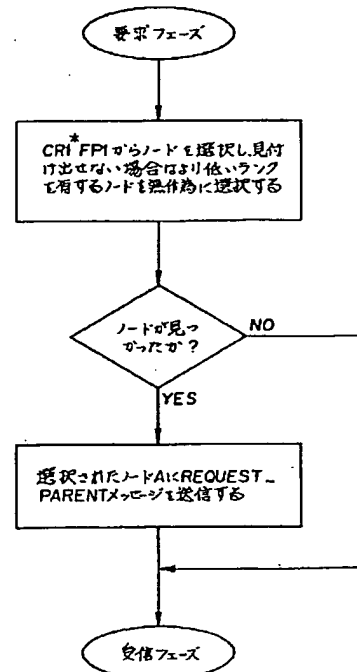 要求フェーズ
CR1*FP1からノードを選択し、見付
け出せない場合はより低いランク
を有するノードを無作為に選択する
ノードが見つ
かったか?
NO
YES
選択されたノードAにREQUEST_
PARENTメッセージを送信する
受信フェーズ